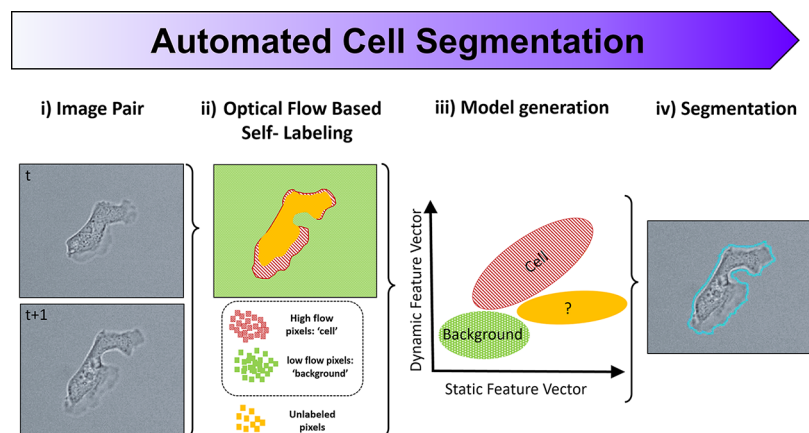 Automated Cell Segmentation
i) Image Pair
ii) Optical Flow Based
Self- Labeling
iii) Model generation
iv) Segmentation
t
t+1
High flow
pixels: 'cell'
low flow pixels:
'background'
Unlabeled
pixels
Dynamic Feature Vector
Cell
?
Background
Static Feature Vector